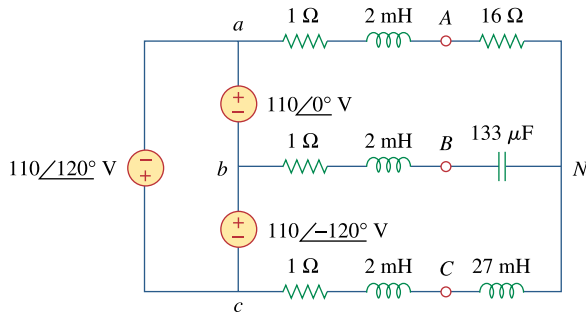 1 Ω 2 mH A 16 Ω
a
110/0° V
133 μF
1 Ω 2 mH B
110/120° V b N
110/−120° V
1 Ω 2 mH C 27 mH
c
+
−
+
−
−
+